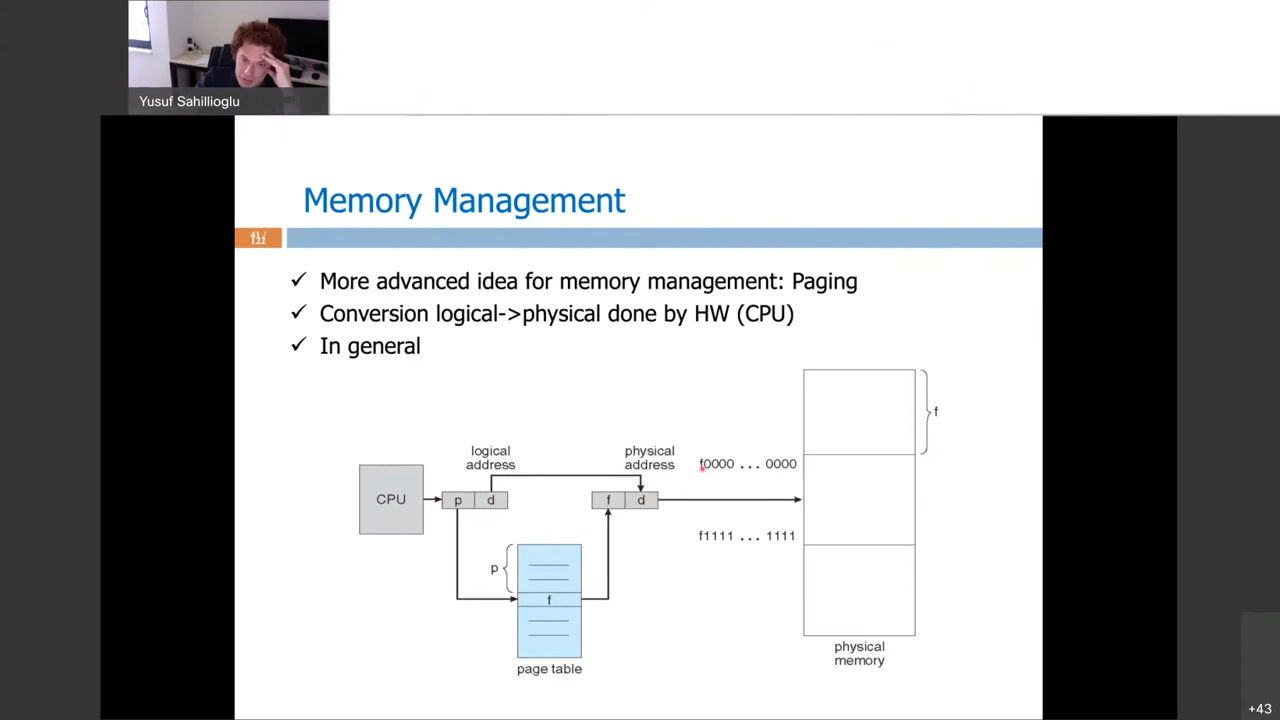 Yusuf Sahillioglu
Memory Management
✓ More advanced idea for memory management: Paging
✓ Conversion logical->physical done by HW (CPU)
✓ In general
logical
address
physical
address
f0000 ... 0000
f
CPU
p d
f d
f1111 ... 1111
p
f
page table
physical
memory
+43